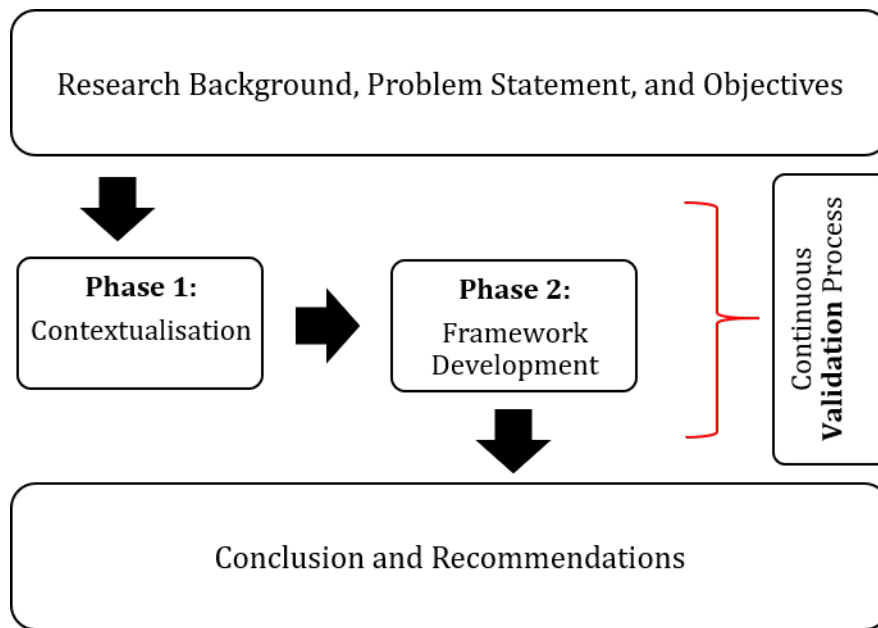 Research Background, Problem Statement, and Objectives
Phase 1:
Contextualisation
Phase 2:
Framework
Development
Continuous
Validation Process
Conclusion and Recommendations